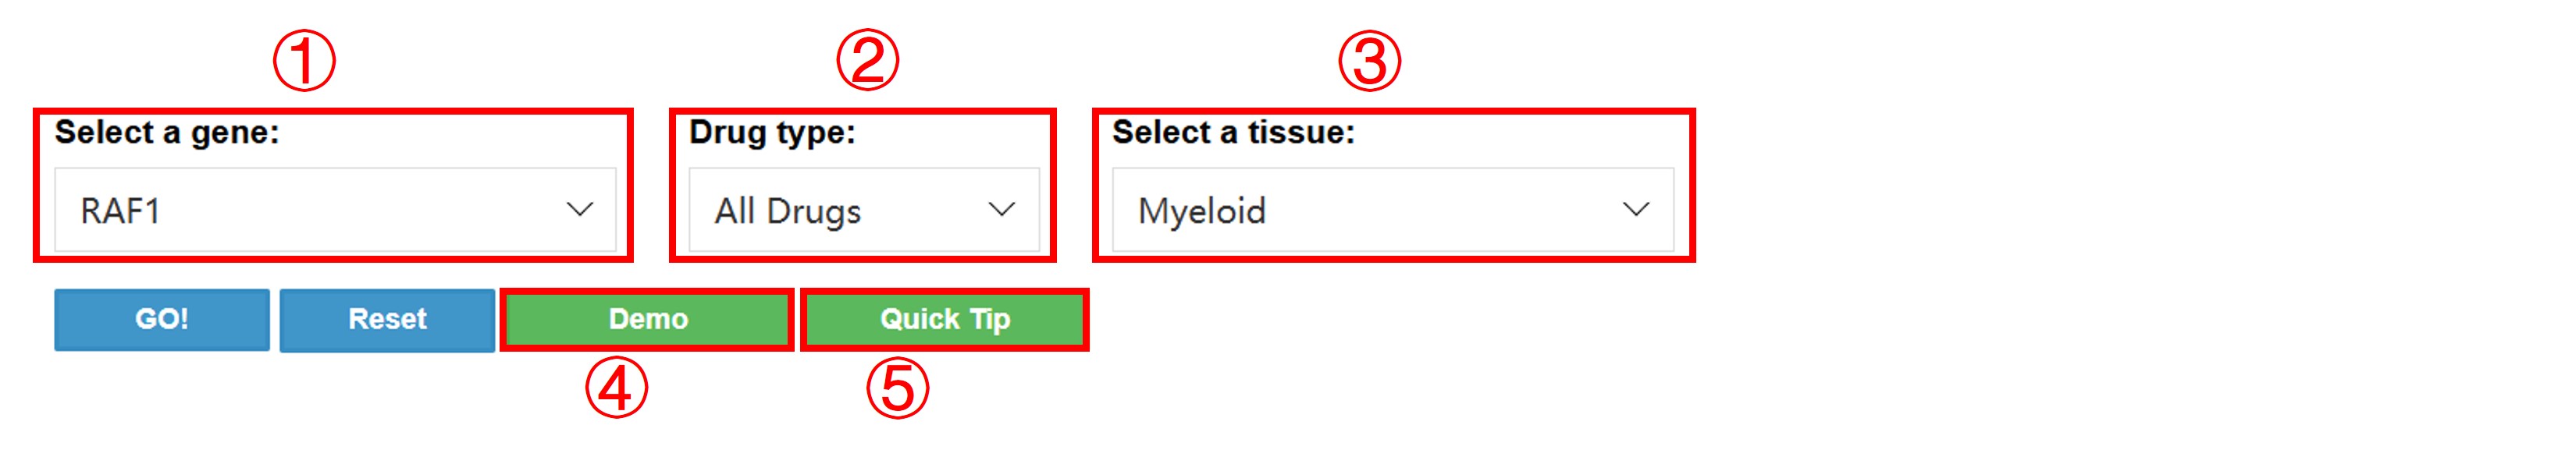 ① ② ③
Select a gene: Drug type: Select a tissue:
RAF1 All Drugs Myeloid
GO! Reset Demo Quick Tip
④ ⑤